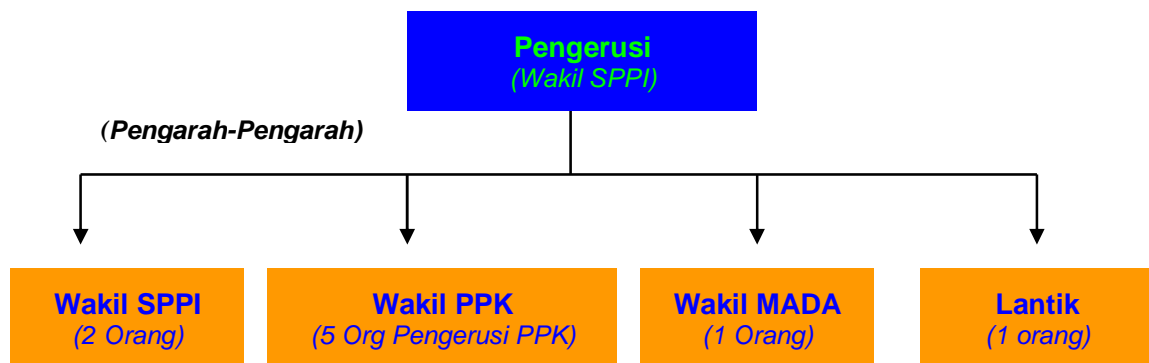 Pengerusi
(Wakil SPPI)
(Pengarah-Pengarah)
Wakil SPPI
(2 Orang)
Wakil PPK
(5 Org Pengerusi PPK)
Wakil MADA
(1 Orang)
Lantik
(1 orang)